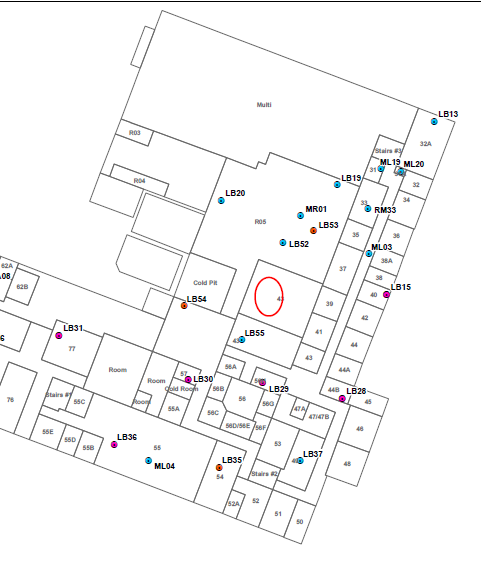 Multi
LB13
R03
Stairs #3
32A
ML19
ML20
31
R04
LB19
32
LB20
33
34
MR01
RM33
R05
LB53
35
36
LB52
ML03
38A
62A
37
38
A08
Cold Pit
LB15
62B
40
LB54
39
42
LB31
41
LB55
6
77
44
43
Room
56A
44A
57
LB30
Room
LB29
44B
LB28
Cold Room
56B
76
Stairs #
55C
Room
56
56G
47A
45
55A
56C
47/47B
56D/56E
56F
46
55E
55D
LB36
53
55B
55
LB37
ML04
LB35
48
54
Stairs #2
52A
52
51
50